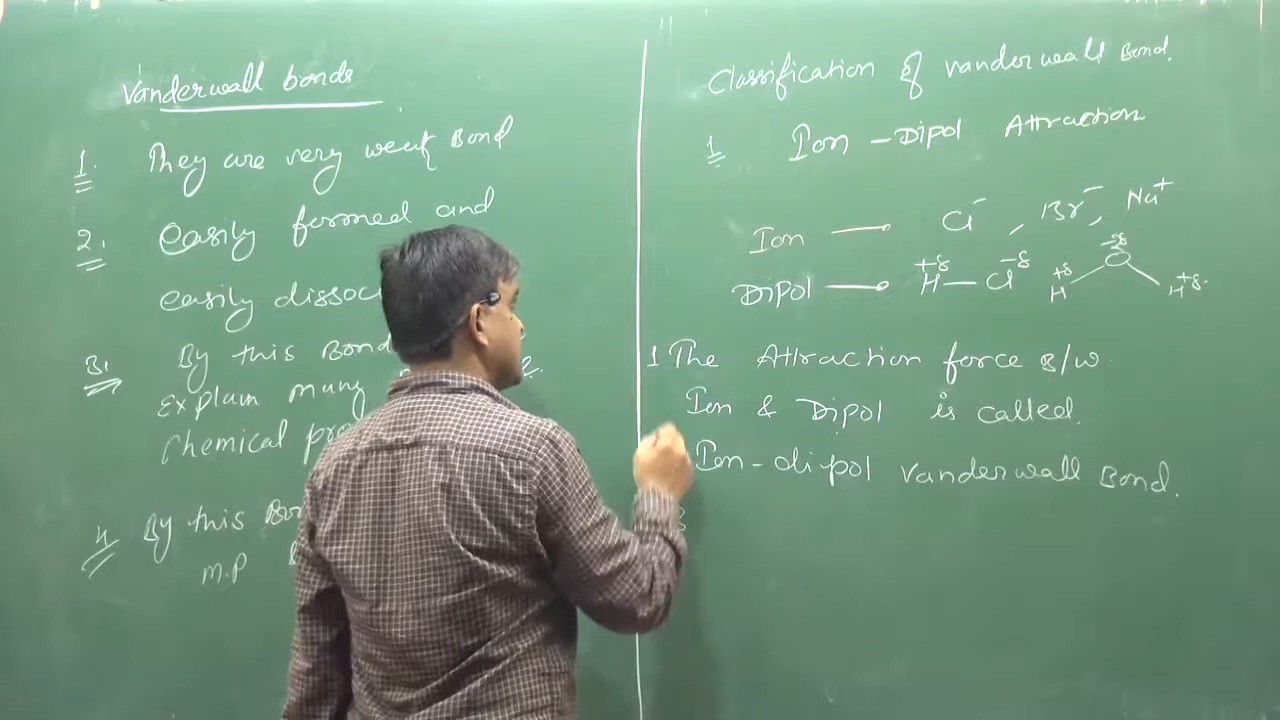 Vanderwall bonds
1. They are very weak Bond
2. easily formed and
easily dissoc
3. By this Bond
Explain many
chemical pro
4 By this Bon
M.P
Classification of vanderwall Bond.
1 Ion - Dipol Attraction
Ion → Cl⁻, Br⁻, Na⁺
Dipol → H+δ — Cl-δ O-δ H+δ H+δ
1 The Attraction force B/w
Ion & Dipol is called.
Ion-dipol vanderwall Bond.